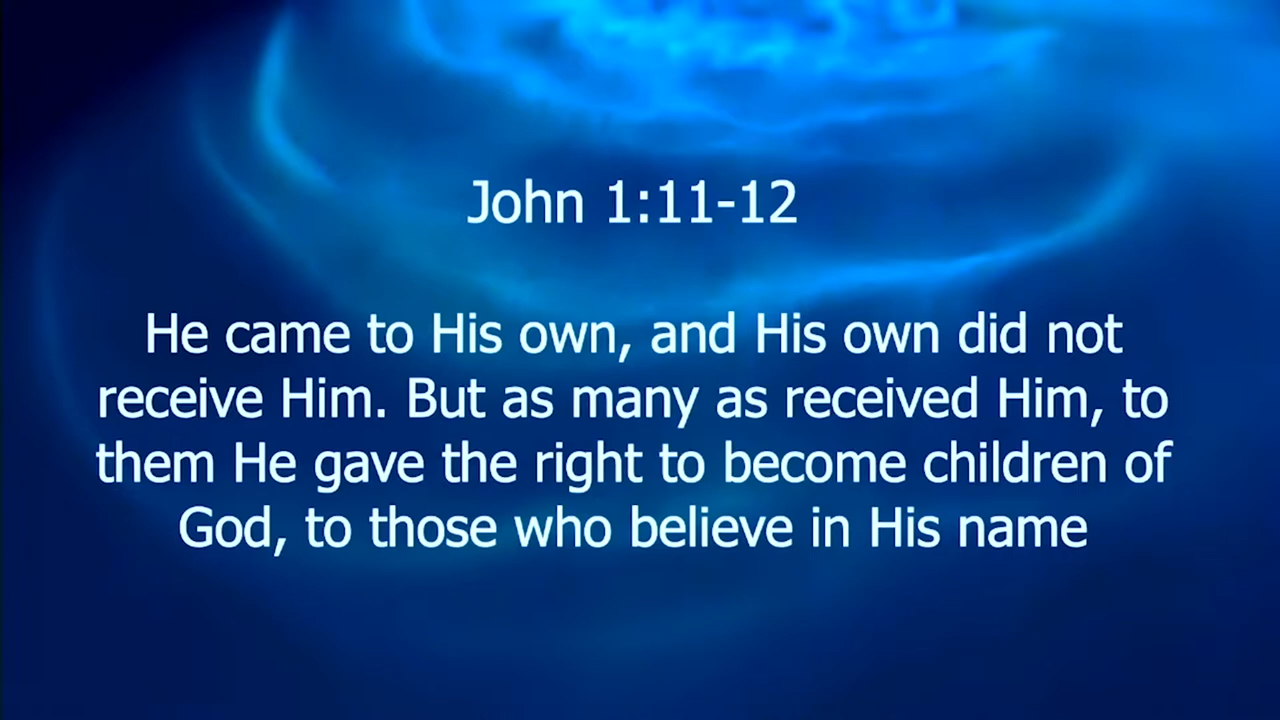 John 1:11-12
He came to His own, and His own did not
receive Him. But as many as received Him, to
them He gave the right to become children of
God, to those who believe in His name